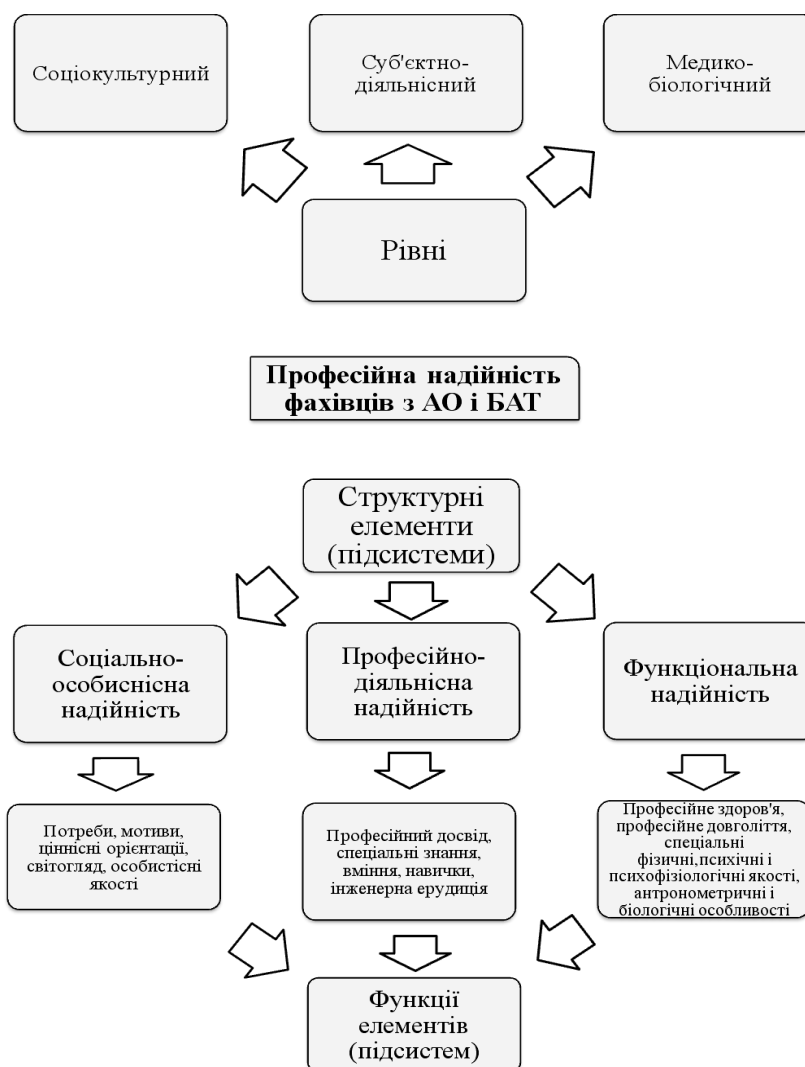 Соціокультурний
Суб'єктно-
діяльнісний
Медико-
біологічний
Рівні
Професійна надійність
фахівців з АО і БАТ
Структурні
елементи
(підсистеми)
Соціально-
особиснісна
надійність
Професійно-
діяльнісна
надійність
Функціональна
надійність
Потреби, мотиви,
ціннісні орієнтації,
світогляд, особистісні
якості
Професійний досвід,
спеціальні знання,
вміння, навички,
інженерна ерудиція
Професійне здоров'я,
професійне довголіття,
спеціальні
фізичні,психічні і
психофізіологічні якості,
антронометричні і
біологічні особливості
Функції
елементів
(підсистем)